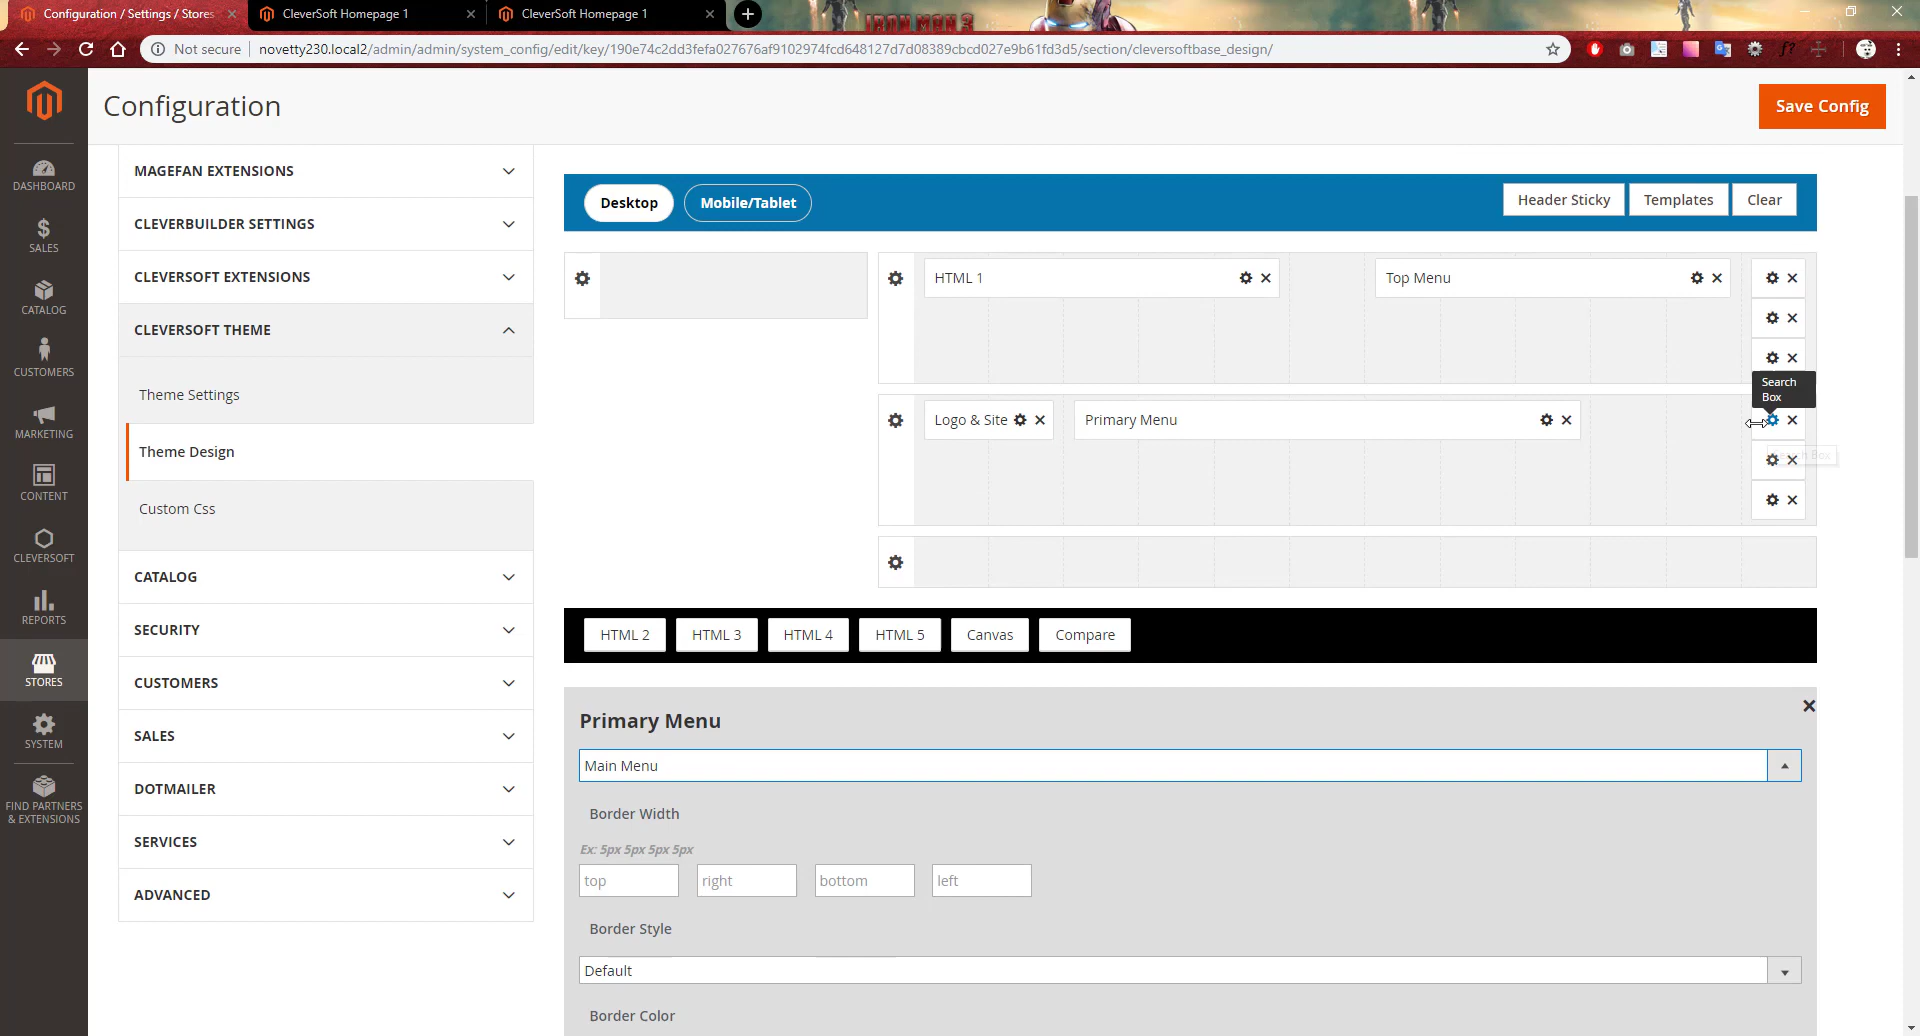 Configuration / Settings / Stores
CleverSoft Homepage 1
CleverSoft Homepage 1
IRON MAN 3
Not secure
novetty230.local2/admin/admin/system_config/edit/key/190e74c2dd3fefa027676af9102974fcd648127d7d08389cbcd027e9b61fd3d5/section/cleversoftbase_design/
Configuration
Save Config
DASHBOARD
SALES
CATALOG
CUSTOMERS
MARKETING
CONTENT
CLEVERSOFT
REPORTS
STORES
SYSTEM
FIND PARTNERS
& EXTENSIONS
MAGEFAN EXTENSIONS
CLEVERBUILDER SETTINGS
CLEVERSOFT EXTENSIONS
CLEVERSOFT THEME
Theme Settings
Theme Design
Custom Css
CATALOG
SECURITY
CUSTOMERS
SALES
DOTMAILER
SERVICES
ADVANCED
Desktop
Mobile/Tablet
Header Sticky
Templates
Clear
HTML 1
Top Menu
Search
Box
Logo & Site
Primary Menu
HTML 2
HTML 3
HTML 4
HTML 5
Canvas
Compare
Primary Menu
Main Menu
Border Width
Ex: 5px 5px 5px 5px
top
right
bottom
left
Border Style
Default
Border Color